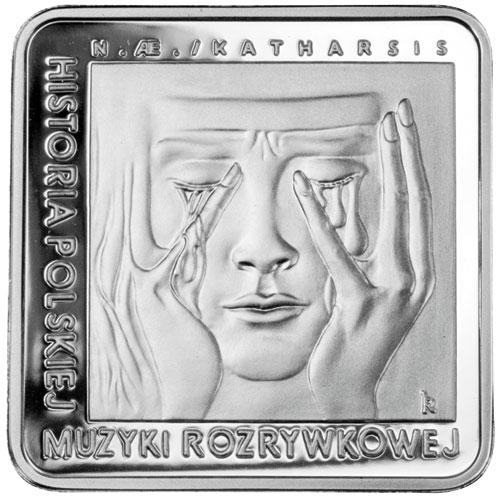 N.Æ./KATHARSIS
HISTORIA POLSKIEJ
MUZYKI ROZRYWKOWEJ